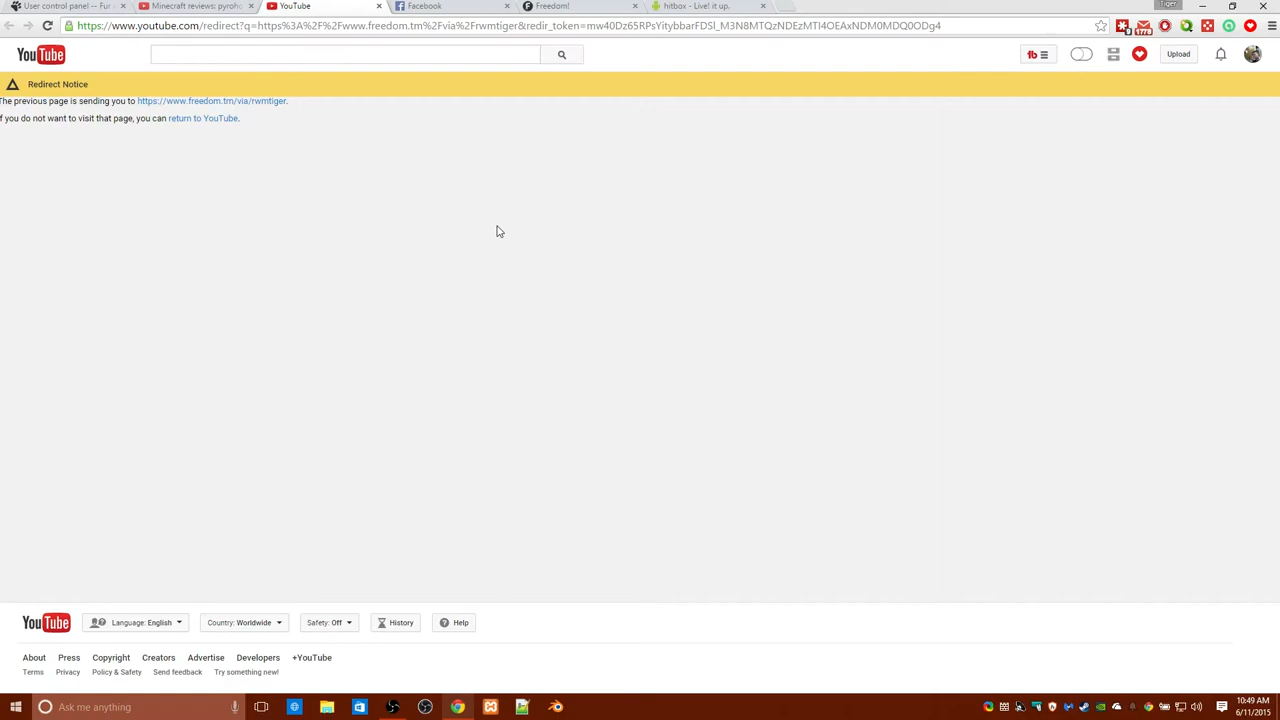 User control panel -- Fur
Minecraft reviews: pyroh
YouTube
Facebook
Freedom!
hitbox - Live! it up.
Tiger
https://www.youtube.com/redirect?q=https%3A%2F%2Fwww.freedom.tm%2Fvia%2Frwmtiger&redir_token=mw40Dz65RPsYitybbarFDSI_M3N8MTQzNDEzMTI4OEAxNDM0MDQ0ODg4
YouTube
Upload
Redirect Notice
The previous page is sending you to https://www.freedom.tm/via/rwmtiger.
If you do not want to visit that page, you can return to YouTube.
YouTube
Language: English
Country: Worldwide
Safety: Off
History
Help
About Press Copyright Creators Advertise Developers +YouTube
Terms Privacy Policy & Safety Send feedback Try something new!
Ask me anything
10:49 AM
6/11/2015